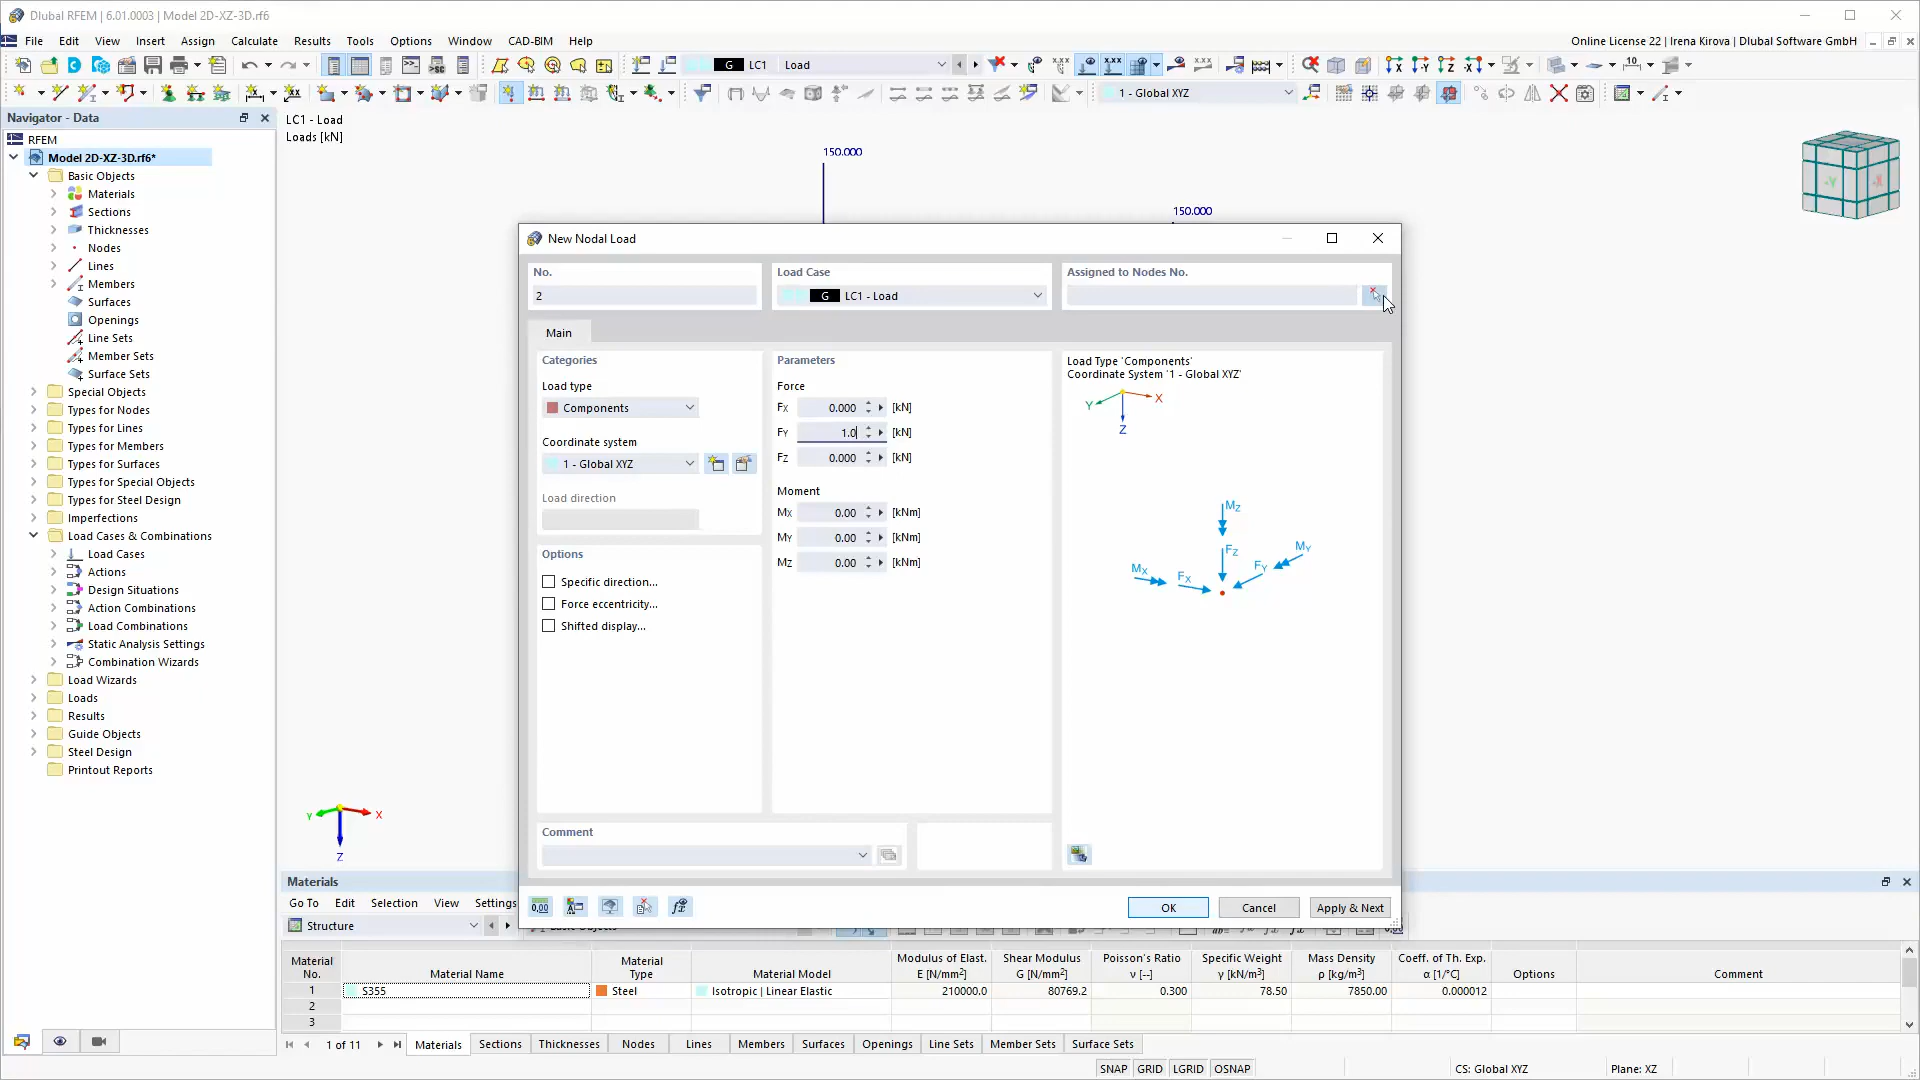 Dlubal RFEM | 6.01.0003 | Model 2D-XZ-3D.rf6*
File Edit View Insert Assign Calculate Results Tools Options Window CAD-BIM Help
Online License 22 | Irena Kirova | Dlubal Software GmbH
G LC1 Load
1 - Global XYZ
Navigator - Data
RFEM
Model 2D-XZ-3D.rf6*
Basic Objects
Materials
Sections
Thicknesses
Nodes
Lines
Members
Surfaces
Openings
Line Sets
Member Sets
Surface Sets
Special Objects
Types for Nodes
Types for Lines
Types for Members
Types for Surfaces
Types for Special Objects
Types for Steel Design
Imperfections
Load Cases & Combinations
Load Cases
Actions
Design Situations
Action Combinations
Load Combinations
Static Analysis Settings
Combination Wizards
Load Wizards
Loads
Results
Guide Objects
Steel Design
Printout Reports
LC1 - Load
Loads [kN]
150.000
150.000
-Y -X
Y X
Z
New Nodal Load
No.
2
Load Case
G LC1 - Load
Assigned to Nodes No.
Main
Categories
Load type
Components
Coordinate system
1 - Global XYZ
Load direction
Options
Specific direction...
Force eccentricity...
Shifted display...
Parameters
Force
FX 0.000 [kN]
FY 1.0 [kN]
FZ 0.000 [kN]
Moment
MX 0.00 [kNm]
MY 0.00 [kNm]
MZ 0.00 [kNm]
Load Type 'Components'
Coordinate System '1 - Global XYZ'
Y X
Z
MZ
FZ
MY
FY
MX
FX
Comment
OK Cancel Apply & Next
Materials
Go To Edit Selection View Settings
Structure
Basic Objects
Material No. Material Name Material Type Material Model Modulus of Elast. E [N/mm²] Shear Modulus G [N/mm²] Poisson's Ratio ν [--] Specific Weight γ [kN/m³] Mass Density ρ [kg/m³] Coeff. of Th. Exp. α [1/°C] Options Comment
1 S355 Steel Isotropic | Linear Elastic 210000.0 80769.2 0.300 78.50 7850.00 0.000012
2
3
1 of 11 Materials Sections Thicknesses Nodes Lines Members Surfaces Openings Line Sets Member Sets Surface Sets
SNAP GRID LGRID OSNAP CS: Global XYZ Plane: XZ